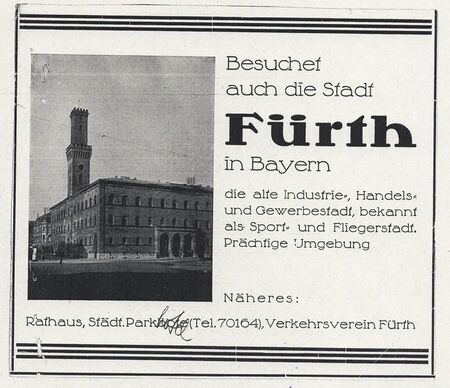 Besuchet
auch die Stadt
Fürth
in Bayern
die alte Industrie-, Handels-
und Gewerbestadt, bekannt
als Sport- und Fliegerstadt.
Prächtige Umgebung
Näheres:
Rathaus, Städt. Park (Tel. 70164), Verkehrsverein Fürth